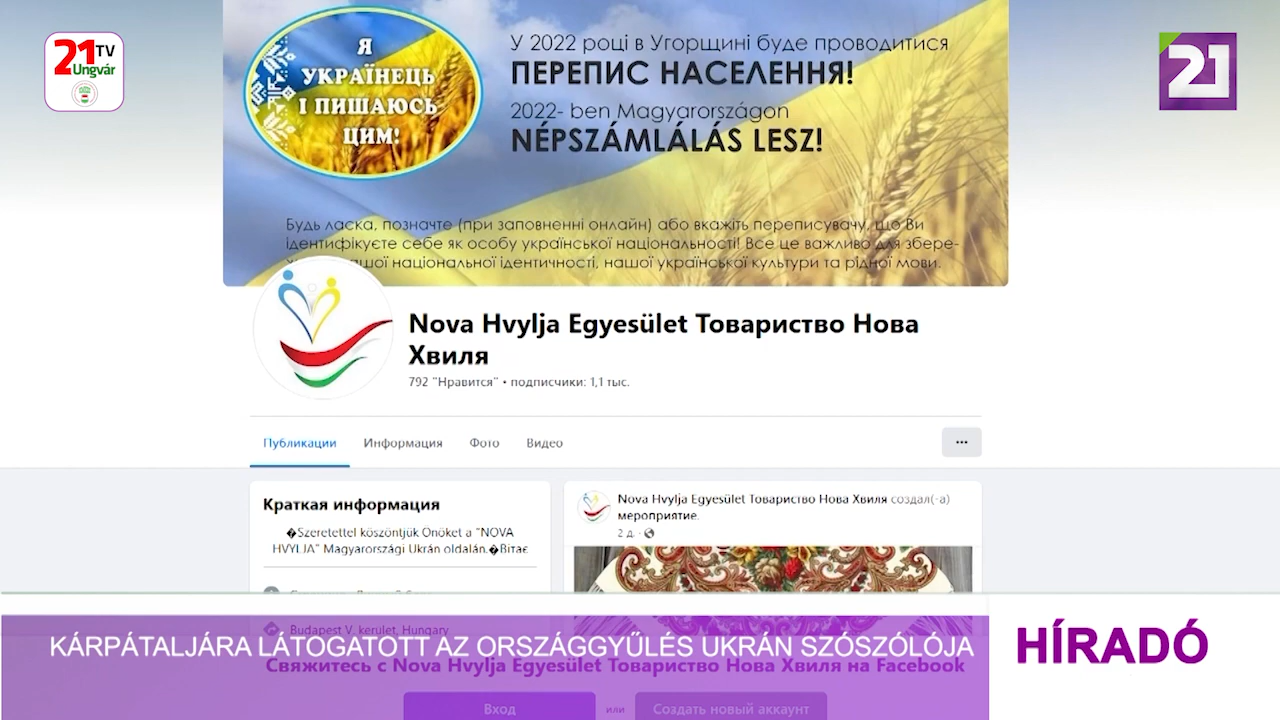 21 TV
Ungvár
21
Я
УКРАЇНЕЦЬ
І ПИШАЮСЬ
ЦИМ!
У 2022 році в Угорщині буде проводитися
ПЕРЕПИС НАСЕЛЕННЯ!
2022- ben Magyarországon
NÉPSZÁMLÁLÁS LESZ!
Будь ласка, позначте (при заповненні онлайн) або вкажіть переписувачу, що Ви
ідентифікуєте себе як особу української національності! Все це важливо для збере-
нашої національної ідентичності, нашої української культури та рідної мови.
Nova Hvylja Egyesület Товариство Нова
Хвиля
792 "Нравится" • подписчики: 1,1 тыс.
Публикации Информация Фото Видео
Краткая информация
�Szeretettel köszöntjük Önöket a "NOVA
HVYLJA" Magyarországi Ukrán oldalán.�Вітає
Nova Hvylja Egyesület Товариство Нова Хвиля создал(-а)
мероприятие.
2 д. ·
Budapest V. kerület, Hungary
KÁRPÁTALJÁRA LÁTOGATOTT AZ ORSZÁGGYŰLÉS UKRÁN SZÓSZÓLÓJA
HÍRADÓ
Свяжитесь с Nova Hvylja Egyesület Товариство Нова Хвиля на Facebook
Вход или Создать новый аккаунт